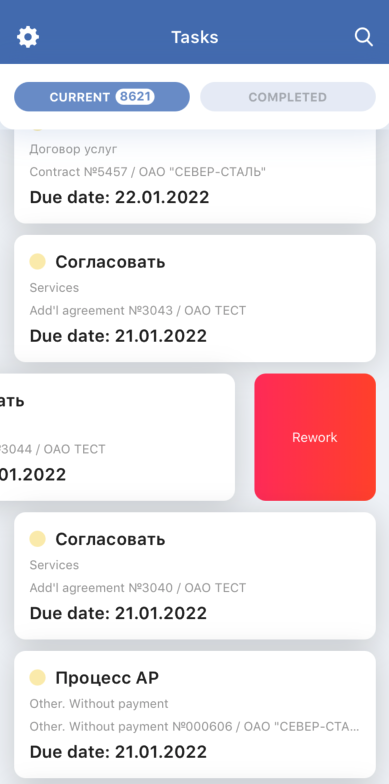 Tasks
CURRENT 8621
COMPLETED
Договор услуг
Contract №5457 / ОАО "СЕВЕР-СТАЛЬ"
Due date: 22.01.2022
Согласовать
Services
Add'l agreement №3043 / ОАО ТЕСТ
Due date: 21.01.2022
ать
3044 / ОАО ТЕСТ
01.2022
Rework
Согласовать
Services
Add'l agreement №3040 / ОАО ТЕСТ
Due date: 21.01.2022
Процесс АР
Other. Without payment
Other. Without payment №000606 / ОАО "СЕВЕР-СТА...
Due date: 21.01.2022